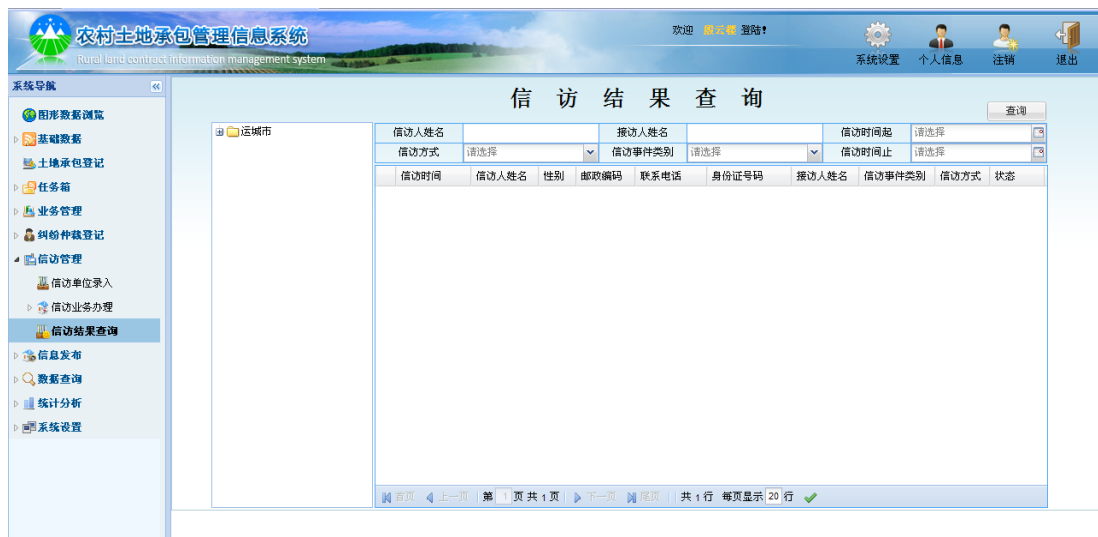 农村土地承包管理信息系统
Rural land contract information management system
欢迎 殷云楼 登陆!
系统设置 个人信息 注销 退出
系统导航
图形数据浏览
基础数据
土地承包登记
任务箱
业务管理
纠纷仲裁登记
信访管理
信访单位录入
信访业务办理
信访结果查询
信息发布
数据查询
统计分析
系统设置
运城市
信访结果查询
查询
信访人姓名 接访人姓名 信访时间起 请选择
信访方式 请选择 信访事件类别 请选择 信访时间止 请选择
信访时间 信访人姓名 性别 邮政编码 联系电话 身份证号码 接访人姓名 信访事件类别 信访方式 状态
首页 上一页 第 1 页共 1 页 下一页 尾页 共 1 行 每页显示 20 行